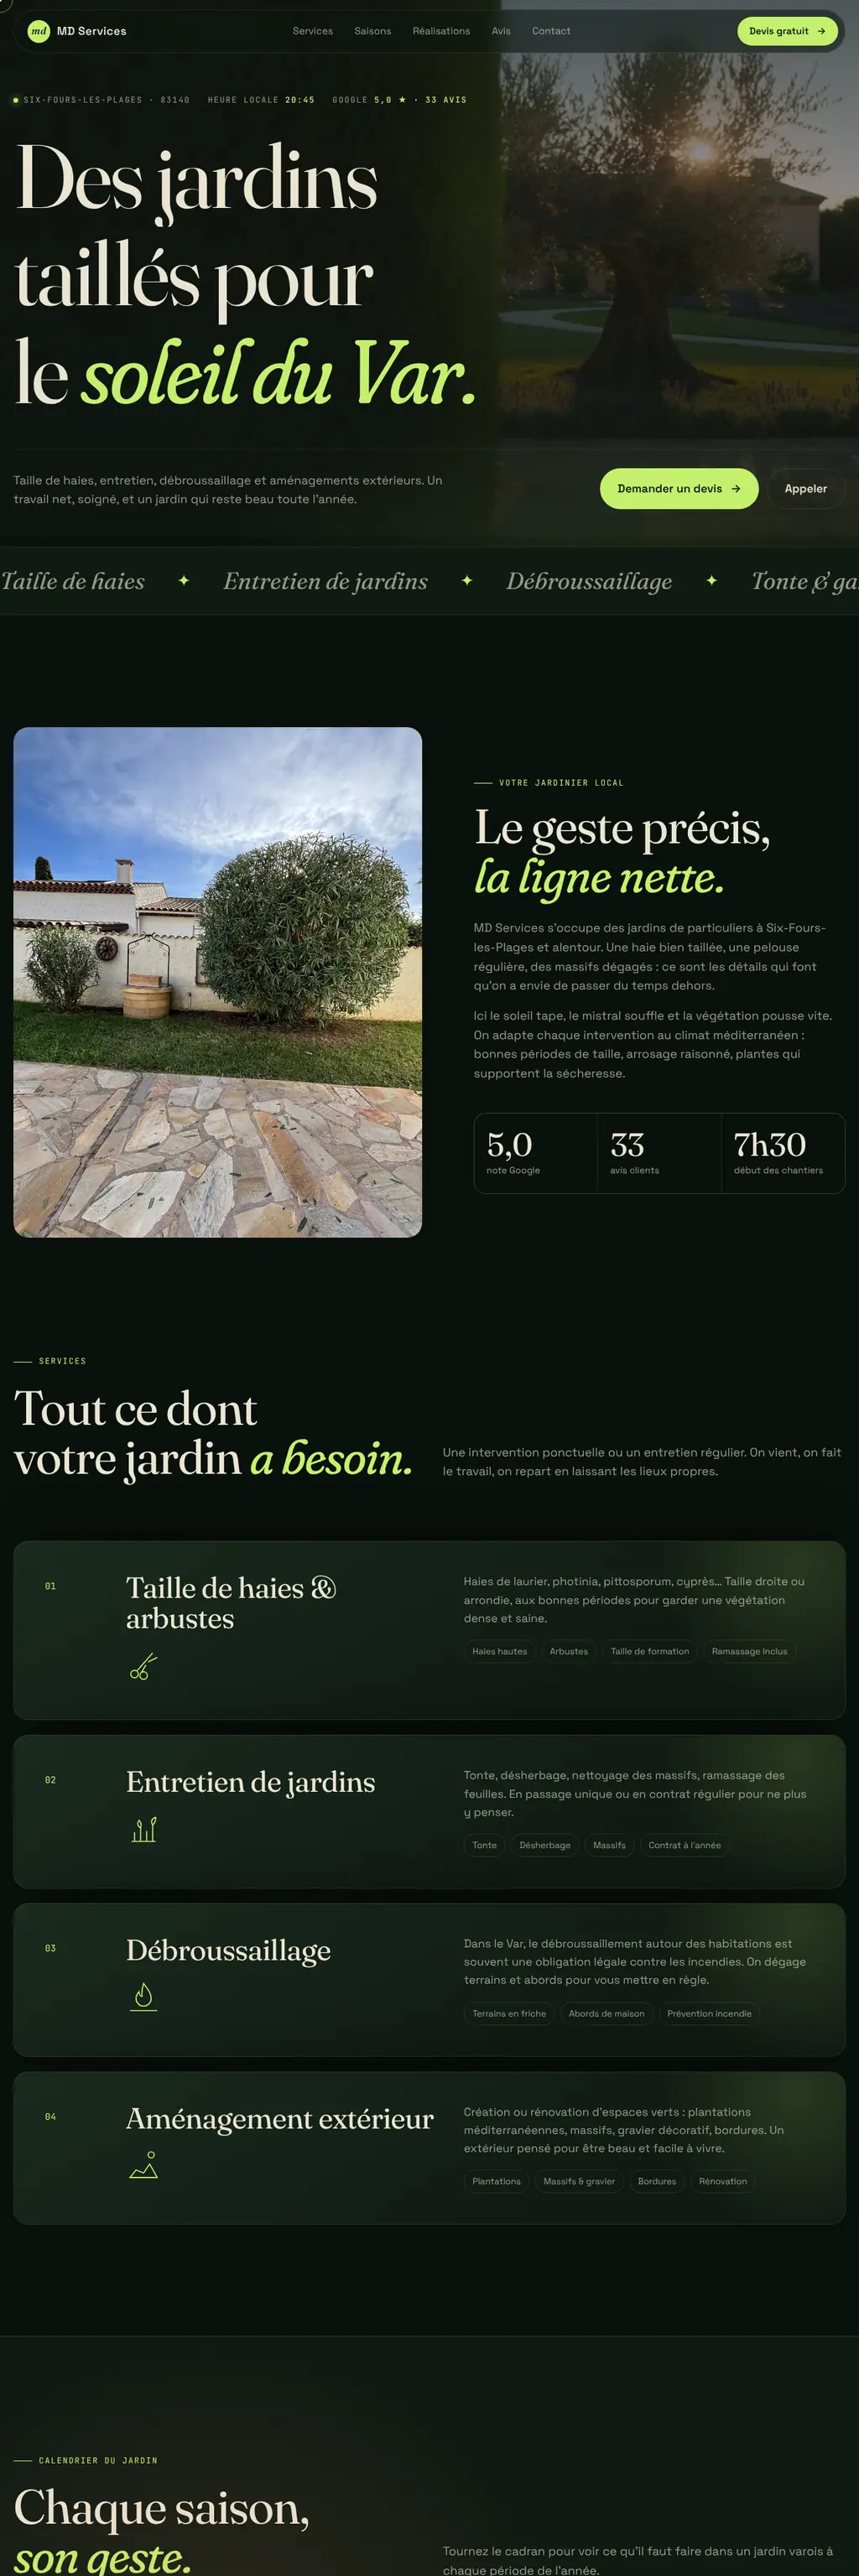 md MD Services
Services Saisons Réalisations Avis Contact
Devis gratuit →
SIX-FOURS-LES-PLAGES · 83140 HEURE LOCALE 20:45 GOOGLE 5,0 ★ · 33 AVIS
Des jardins
taillés pour
le soleil du Var.
Taille de haies, entretien, débroussaillage et aménagements extérieurs. Un
travail net, soigné, et un jardin qui reste beau toute l'année.
Demander un devis →
Appeler
Taille de haies ✦ Entretien de jardins ✦ Débroussaillage ✦ Tonte & ga
VOTRE JARDINIER LOCAL
Le geste précis,
la ligne nette.
MD Services s'occupe des jardins de particuliers à Six-Fours-
les-Plages et alentour. Une haie bien taillée, une pelouse
régulière, des massifs dégagés : ce sont les détails qui font
qu'on a envie de passer du temps dehors.
Ici le soleil tape, le mistral souffle et la végétation pousse vite.
On adapte chaque intervention au climat méditerranéen :
bonnes périodes de taille, arrosage raisonné, plantes qui
supportent la sécheresse.
5,0
note Google
33
avis clients
7h30
début des chantiers
SERVICES
Tout ce dont
votre jardin a besoin.
Une intervention ponctuelle ou un entretien régulier. On vient, on fait
le travail, on repart en laissant les lieux propres.
01
Taille de haies &
arbustes
Haies de laurier, photinia, pittosporum, cyprès… Taille droite ou
arrondie, aux bonnes périodes pour garder une végétation
dense et saine.
Haies hautes Arbustes Taille de formation Ramassage inclus
02
Entretien de jardins
Tonte, désherbage, nettoyage des massifs, ramassage des
feuilles. En passage unique ou en contrat régulier pour ne plus
y penser.
Tonte Désherbage Massifs Contrat à l'année
03
Débroussaillage
Dans le Var, le débroussaillement autour des habitations est
souvent une obligation légale contre les incendies. On dégage
terrains et abords pour vous mettre en règle.
Terrains en friche Abords de maison Prévention incendie
04
Aménagement extérieur
Création ou rénovation d'espaces verts : plantations
méditerranéennes, massifs, gravier décoratif, bordures. Un
extérieur pensé pour être beau et facile à vivre.
Plantations Massifs & gravier Bordures Rénovation
CALENDRIER DU JARDIN
Chaque saison,
son geste.
Tournez le cadran pour voir ce qu'il faut faire dans un jardin varois à
chaque période de l'année.